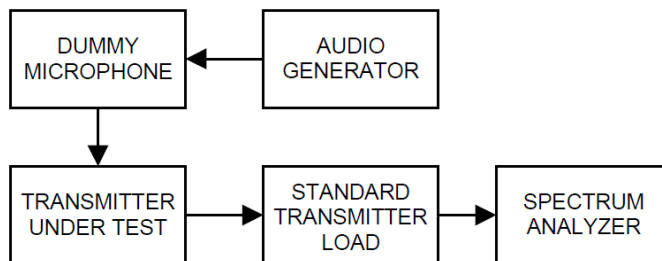 DUMMY
MICROPHONE
AUDIO
GENERATOR
TRANSMITTER
UNDER TEST
STANDARD
TRANSMITTER
LOAD
SPECTRUM
ANALYZER